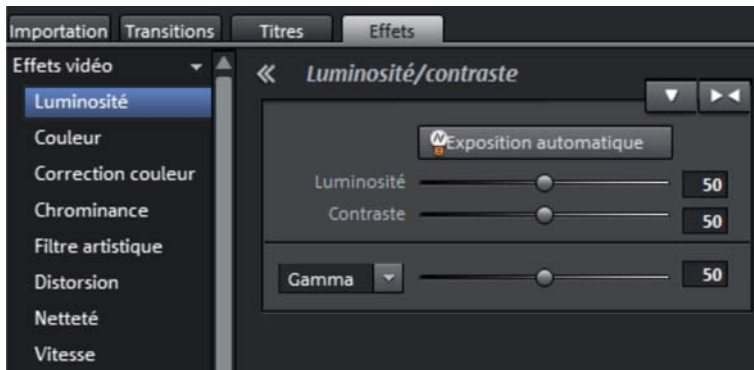 Importation Transitions Titres Effets
Effets vidéo
Luminosité
Couleur
Correction couleur
Chrominance
Filtre artistique
Distorsion
Netteté
Vitesse
Luminosité/contraste
Exposition automatique
Luminosité 50
Contraste 50
Gamma 50